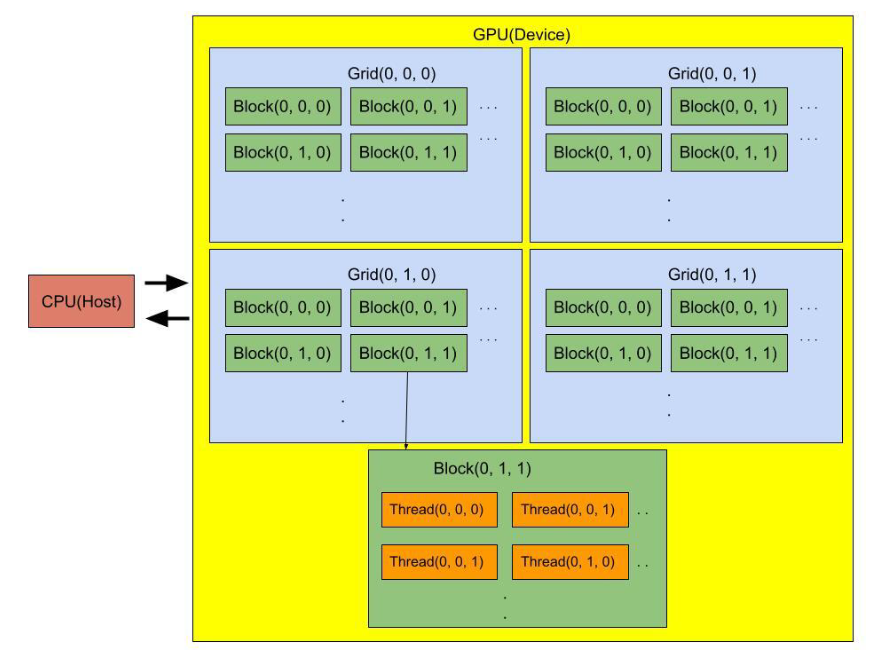 GPU(Device)
Grid(0, 0, 0)
Block(0, 0, 0) Block(0, 0, 1) . . .
Block(0, 1, 0) Block(0, 1, 1) . . .
.
.
Grid(0, 0, 1)
Block(0, 0, 0) Block(0, 0, 1) . . .
Block(0, 1, 0) Block(0, 1, 1) . . .
.
.
CPU(Host)
Grid(0, 1, 0)
Block(0, 0, 0) Block(0, 0, 1) . . .
Block(0, 1, 0) Block(0, 1, 1) . . .
.
.
Grid(0, 1, 1)
Block(0, 0, 0) Block(0, 0, 1) . . .
Block(0, 1, 0) Block(0, 1, 1) . . .
.
.
Block(0, 1, 1)
Thread(0, 0, 0) Thread(0, 0, 1) . .
Thread(0, 0, 1) Thread(0, 1, 0) . .
.
.